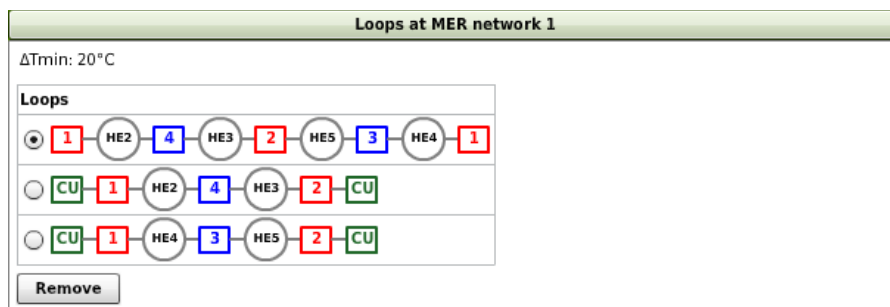 Loops at MER network 1
ΔTmin: 20°C
Loops
1 HE2 4 HE3 2 HE5 3 HE4 1
CU 1 HE2 4 HE3 2 CU
CU 1 HE4 3 HE5 2 CU
Remove